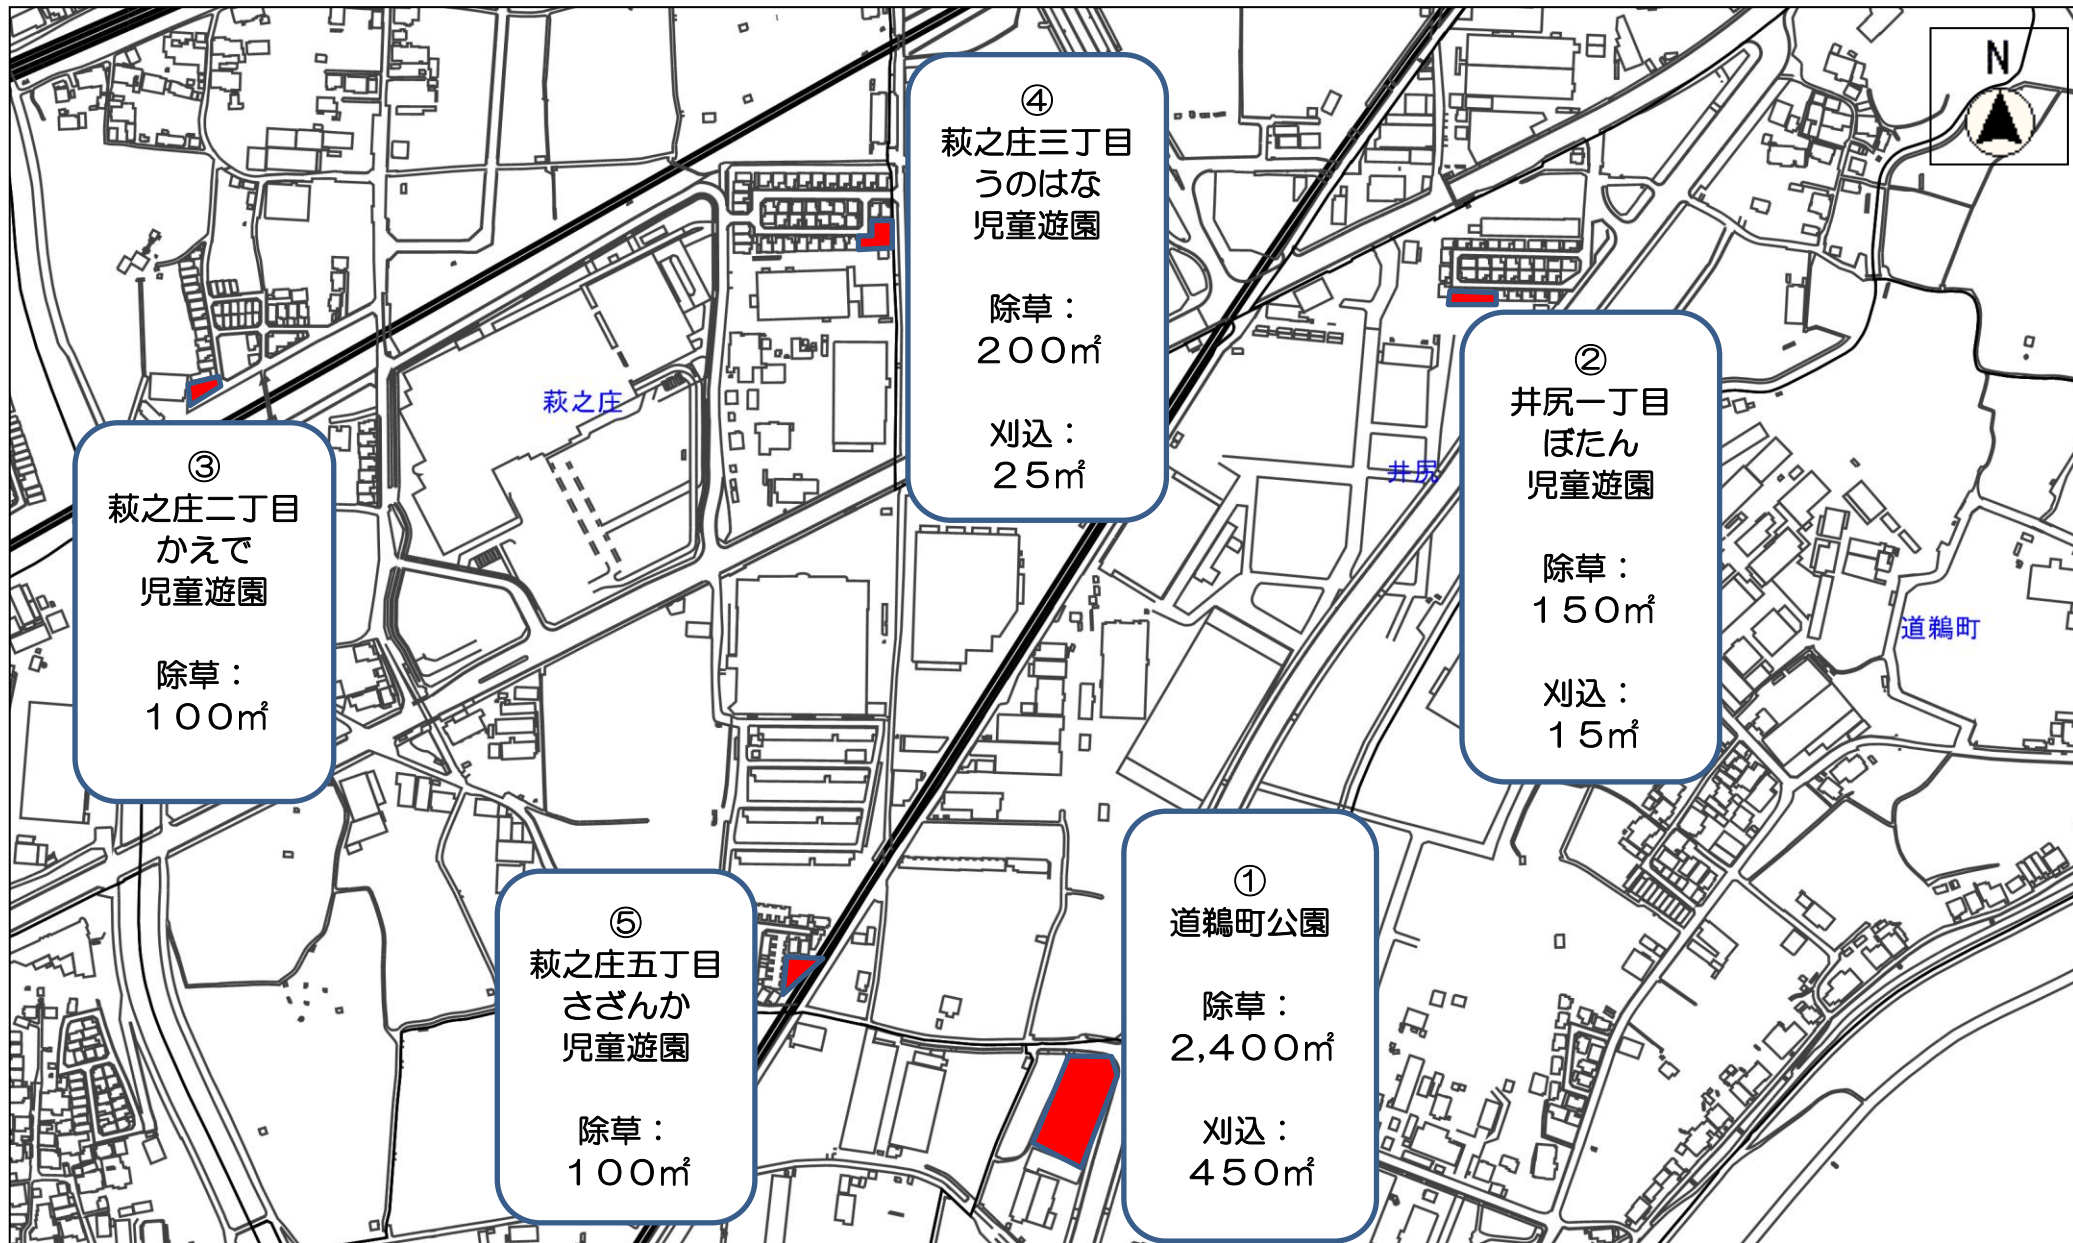 N
④
萩之庄三丁目
うのはな
児童遊園
除草：
２００㎡
刈込：
２５㎡
②
井尻一丁目
ぼたん
児童遊園
除草：
１５０㎡
刈込：
１５㎡
萩之庄
井尻
道鵜町
③
萩之庄二丁目
かえで
児童遊園
除草：
１００㎡
①
道鵜町公園
除草：
2,４００㎡
刈込：
４５０㎡
⑤
萩之庄五丁目
さざんか
児童遊園
除草：
１００㎡